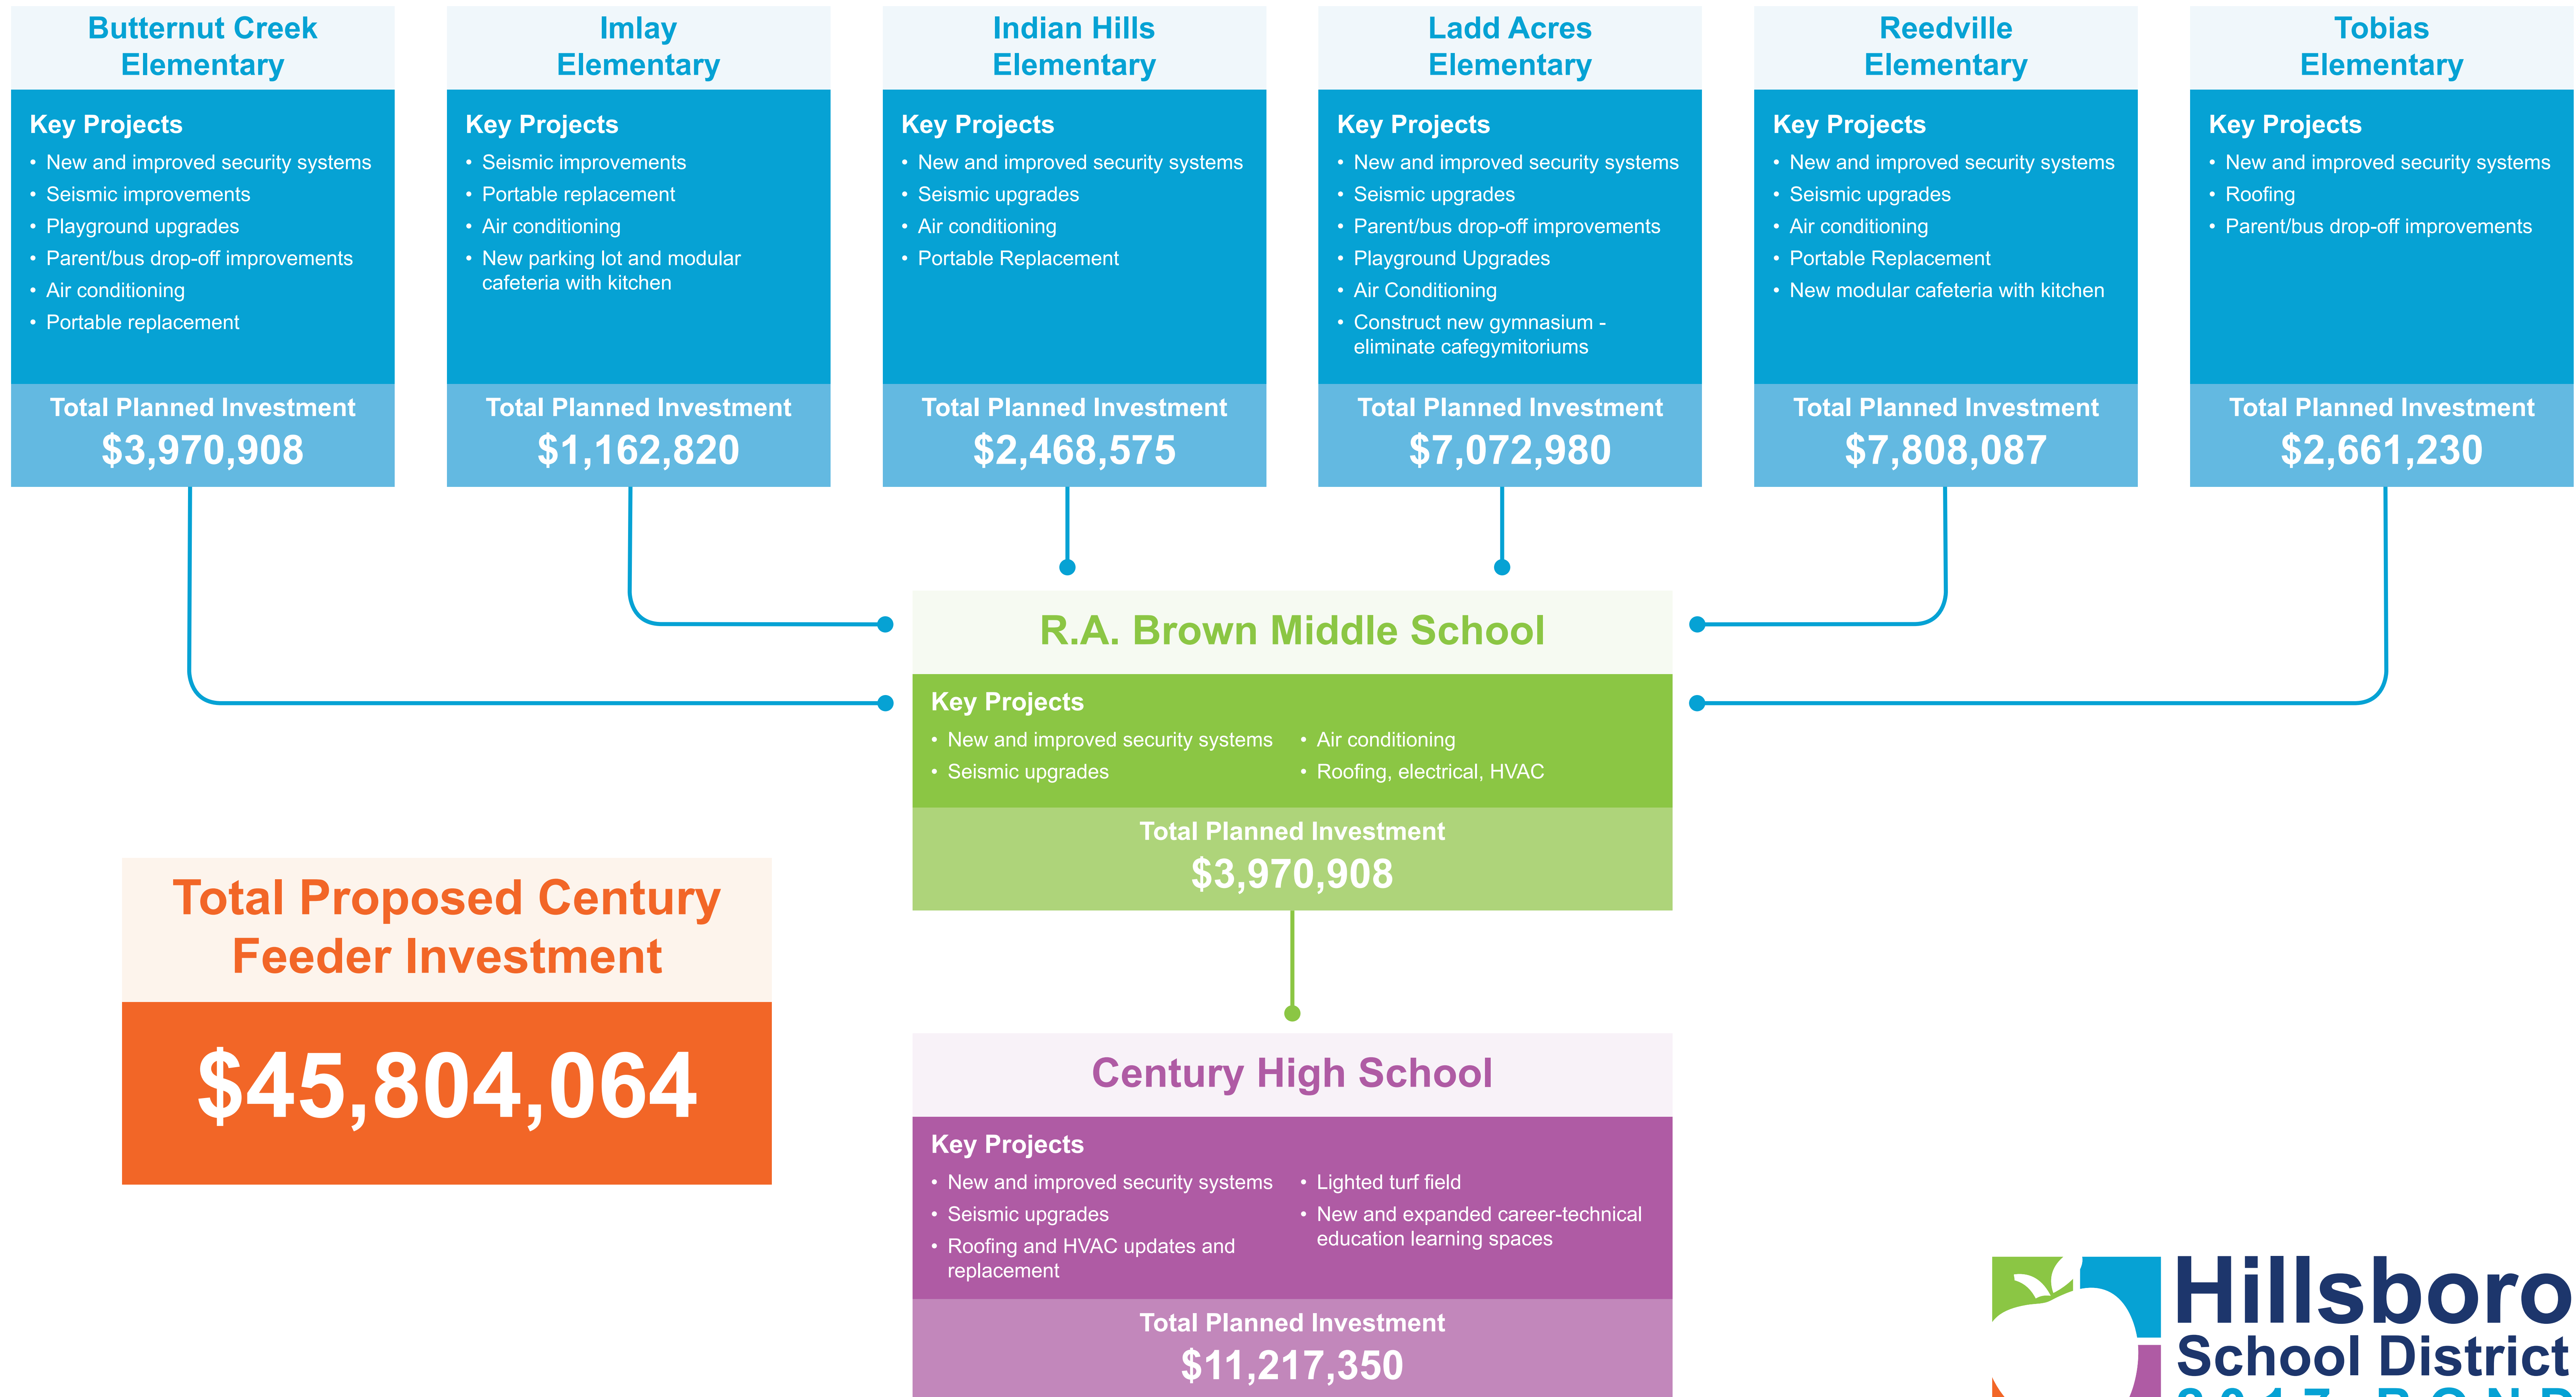 Butternut Creek
Elementary
Key Projects
• New and improved security systems
• Seismic improvements
• Playground upgrades
• Parent/bus drop-off improvements
• Air conditioning
• Portable replacement
Total Planned Investment
$3,970,908
Imlay
Elementary
Key Projects
• Seismic improvements
• Portable replacement
• Air conditioning
• New parking lot and modular
cafeteria with kitchen
Total Planned Investment
$1,162,820
Indian Hills
Elementary
Key Projects
• New and improved security systems
• Seismic upgrades
• Air conditioning
• Portable Replacement
Total Planned Investment
$2,468,575
Ladd Acres
Elementary
Key Projects
• New and improved security systems
• Seismic upgrades
• Parent/bus drop-off improvements
• Playground Upgrades
• Air Conditioning
• Construct new gymnasium -
eliminate cafegymitoriums
Total Planned Investment
$7,072,980
Reedville
Elementary
Key Projects
• New and improved security systems
• Seismic upgrades
• Air conditioning
• Portable Replacement
• New modular cafeteria with kitchen
Total Planned Investment
$7,808,087
Tobias
Elementary
Key Projects
• New and improved security systems
• Roofing
• Parent/bus drop-off improvements
Total Planned Investment
$2,661,230
R.A. Brown Middle School
Key Projects
• New and improved security systems
• Seismic upgrades
• Air conditioning
• Roofing, electrical, HVAC
Total Planned Investment
$3,970,908
Total Proposed Century
Feeder Investment
$45,804,064
Century High School
Key Projects
• New and improved security systems
• Seismic upgrades
• Roofing and HVAC updates and
replacement
• Lighted turf field
• New and expanded career-technical
education learning spaces
Total Planned Investment
$11,217,350
Hillsboro
School District
2017 BOND